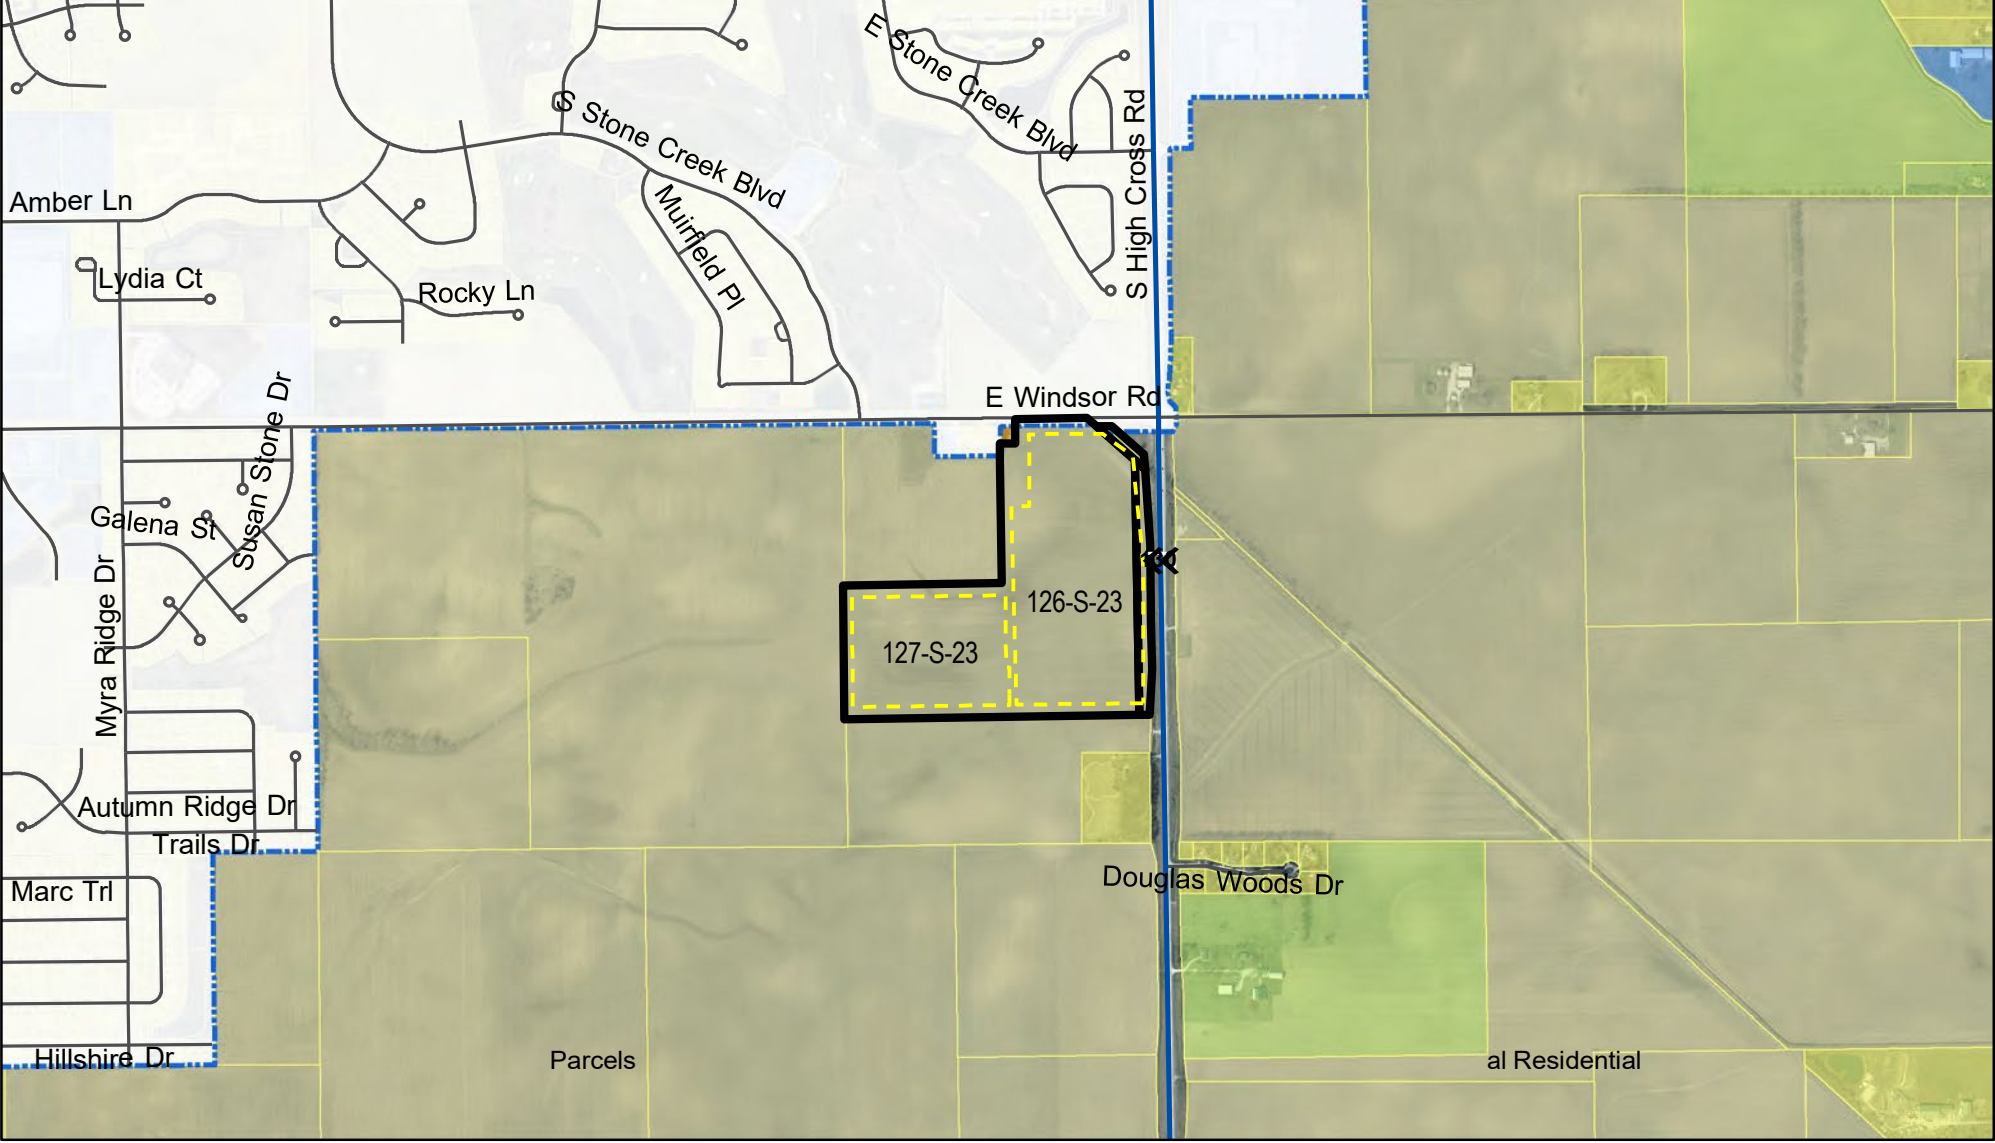 E Stone Creek Blvd
S Stone Creek Blvd
S High Cross Rd
Amber Ln
Muirfield Pl
Lydia Ct
Rocky Ln
E Windsor Rd
Susan Stone Dr
Galena St
Myra Ridge Dr
126-S-23
127-S-23
Autumn Ridge Dr
Trails Dr
Marc Trl
Douglas Woods Dr
Hillshire Dr
Parcels
al Residential